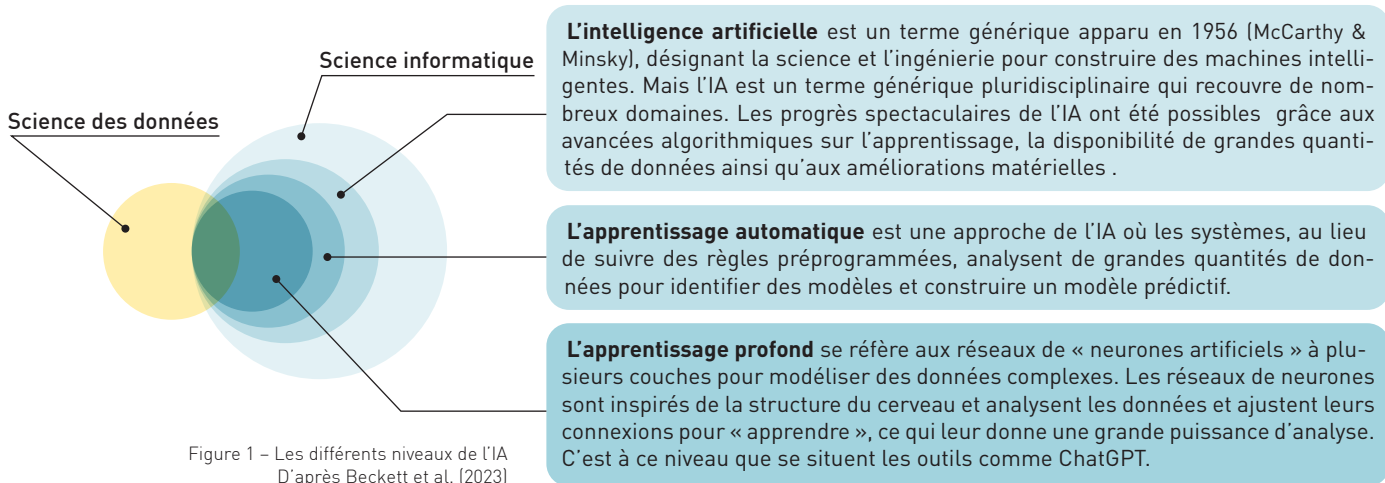 Science informatique
Science des données
L'intelligence artificielle est un terme générique apparu en 1956 (McCarthy &
Minsky), désignant la science et l'ingénierie pour construire des machines intelli-
gentes. Mais l'IA est un terme générique pluridisciplinaire qui recouvre de nom-
breux domaines. Les progrès spectaculaires de l'IA ont été possibles grâce aux
avancées algorithmiques sur l'apprentissage, la disponibilité de grandes quanti-
tés de données ainsi qu'aux améliorations matérielles .
L'apprentissage automatique est une approche de l'IA où les systèmes, au lieu
de suivre des règles préprogrammées, analysent de grandes quantités de don-
nées pour identifier des modèles et construire un modèle prédictif.
L'apprentissage profond se réfère aux réseaux de « neurones artificiels » à plu-
sieurs couches pour modéliser des données complexes. Les réseaux de neurones
sont inspirés de la structure du cerveau et analysent les données et ajustent leurs
connexions pour « apprendre », ce qui leur donne une grande puissance d'analyse.
C'est à ce niveau que se situent les outils comme ChatGPT.
Figure 1 – Les différents niveaux de l'IA
D'après Beckett et al. (2023)